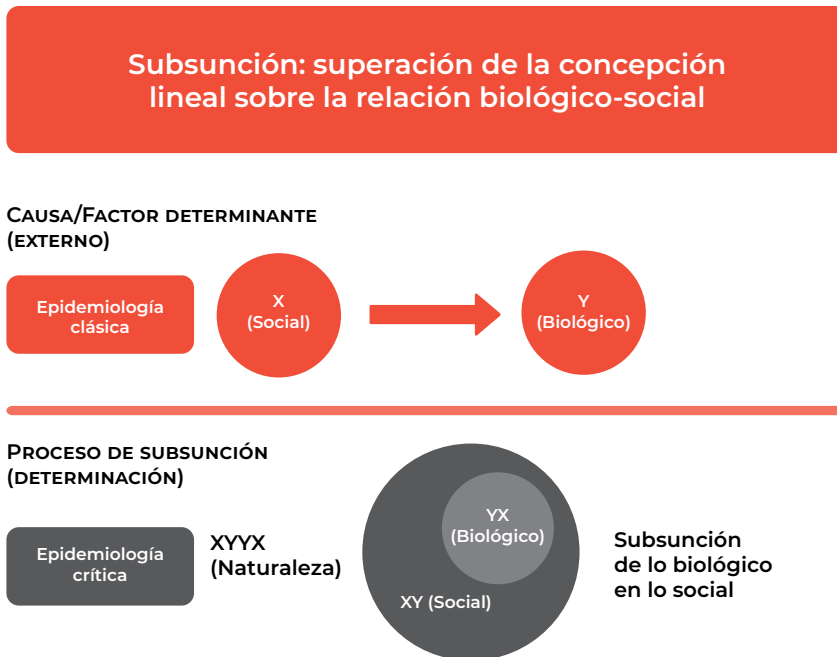 Subsunción: superación de la concepción
lineal sobre la relación biológico-social
Causa/Factor determinante
(externo)
Epidemiología
clásica
X
(Social)
Y
(Biológico)
Proceso de subsunción
(determinación)
Epidemiología
crítica
XYYX
(Naturaleza)
YX
(Biológico)
XY (Social)
Subsunción
de lo biológico
en lo social